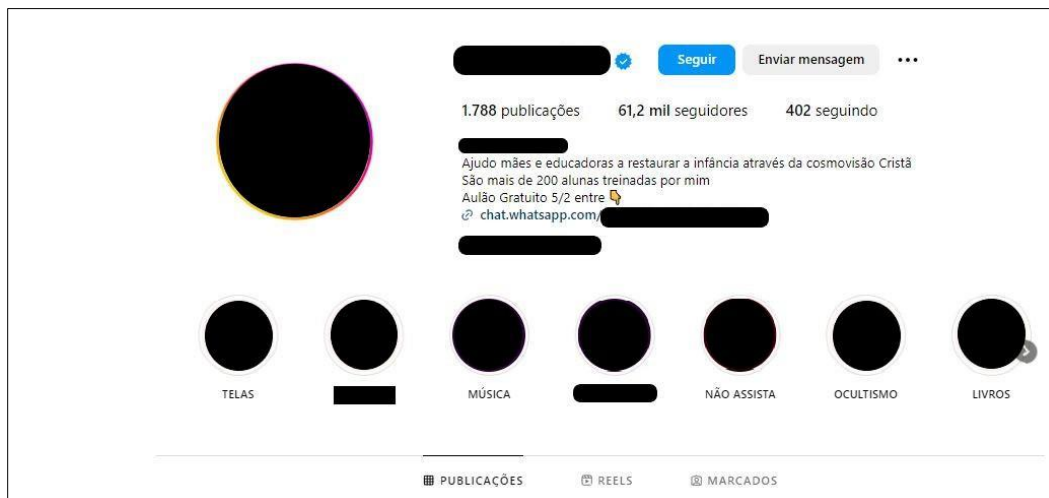 Seguir Enviar mensagem
1.788 publicações 61,2 mil seguidores 402 seguindo
Ajudo mães e educadoras a restaurar a infância através da cosmovisão Cristã
São mais de 200 alunas treinadas por mim
Aulão Gratuito 5/2 entre 👇
chat.whatsapp.com/
TELAS MÚSICA NÃO ASSISTA OCULTISMO LIVROS
PUBLICAÇÕES REELS MARCADOS